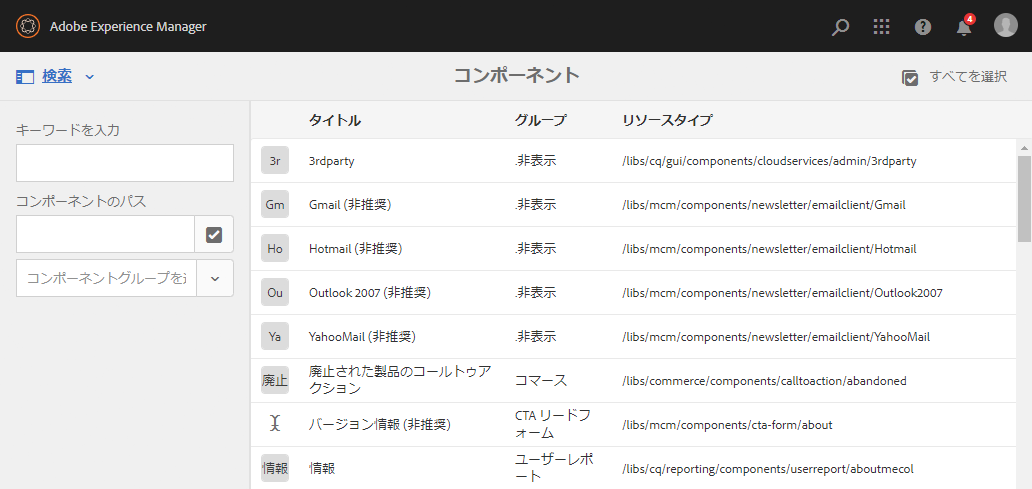 Adobe Experience Manager
4
検索
コンポーネント
すべてを選択
キーワードを入力
コンポーネントのパス
コンポーネントグループを
タイトル グループ リソースタイプ
3r 3rdparty .非表示 /libs/cq/gui/components/cloudservices/admin/3rdparty
Gm Gmail (非推奨) .非表示 /libs/mcm/components/newsletter/emailclient/Gmail
Ho Hotmail (非推奨) .非表示 /libs/mcm/components/newsletter/emailclient/Hotmail
Ou Outlook 2007 (非推奨) .非表示 /libs/mcm/components/newsletter/emailclient/Outlook2007
Ya YahooMail (非推奨) .非表示 /libs/mcm/components/newsletter/emailclient/YahooMail
廃止 廃止された製品のコールトゥア
クション コマース /libs/commerce/components/calltoaction/abandoned
バージョン情報 (非推奨) CTA リードフ
ォーム /libs/mcm/components/cta-form/about
情報 情報 ユーザーレポ
ート /libs/cq/reporting/components/userreport/aboutmecol